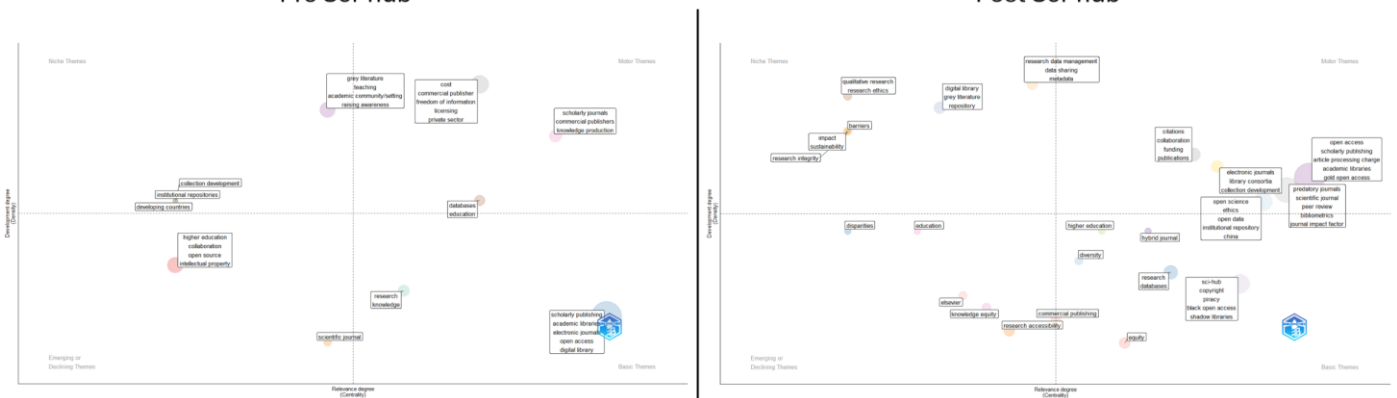 Pre Sci-hub
Post Sci-hub
Niche Themes
Motor Themes
grey literature
teaching
academic community/setting
raising awareness
cost
commercial publisher
freedom of information
licensing
private sector
scholarly journals
commercial publishers
knowledge production
collection development
institutional repositories
developing countries
databases
education
higher education
collaboration
open source
intellectual property
research
knowledge
scientific journal
scholarly publishing
academic libraries
electronic journals
open access
digital library
Emerging or
Declining Themes
Basic Themes
Development degree
(Density)
Relevance degree
(Centrality)
Niche Themes
Motor Themes
qualitative research
research ethics
digital library
grey literature
repository
research data management
data sharing
metadata
barriers
impact
sustainability
research integrity
citations
collaboration
funding
publications
open access
scholarly publishing
article processing charge
academic libraries
gold open access
electronic journals
library consortia
collection development
predatory journals
scientific journal
peer review
bibliometrics
journal impact factor
open science
ethics
open data
institutional repository
china
disparities
education
higher education
hybrid journal
diversity
research
databases
sci-hub
copyright
piracy
black open access
shadow libraries
elsevier
knowledge equity
commercial publishing
research accessibility
equity
Emerging or
Declining Themes
Basic Themes
Development degree
(Density)
Relevance degree
(Centrality)